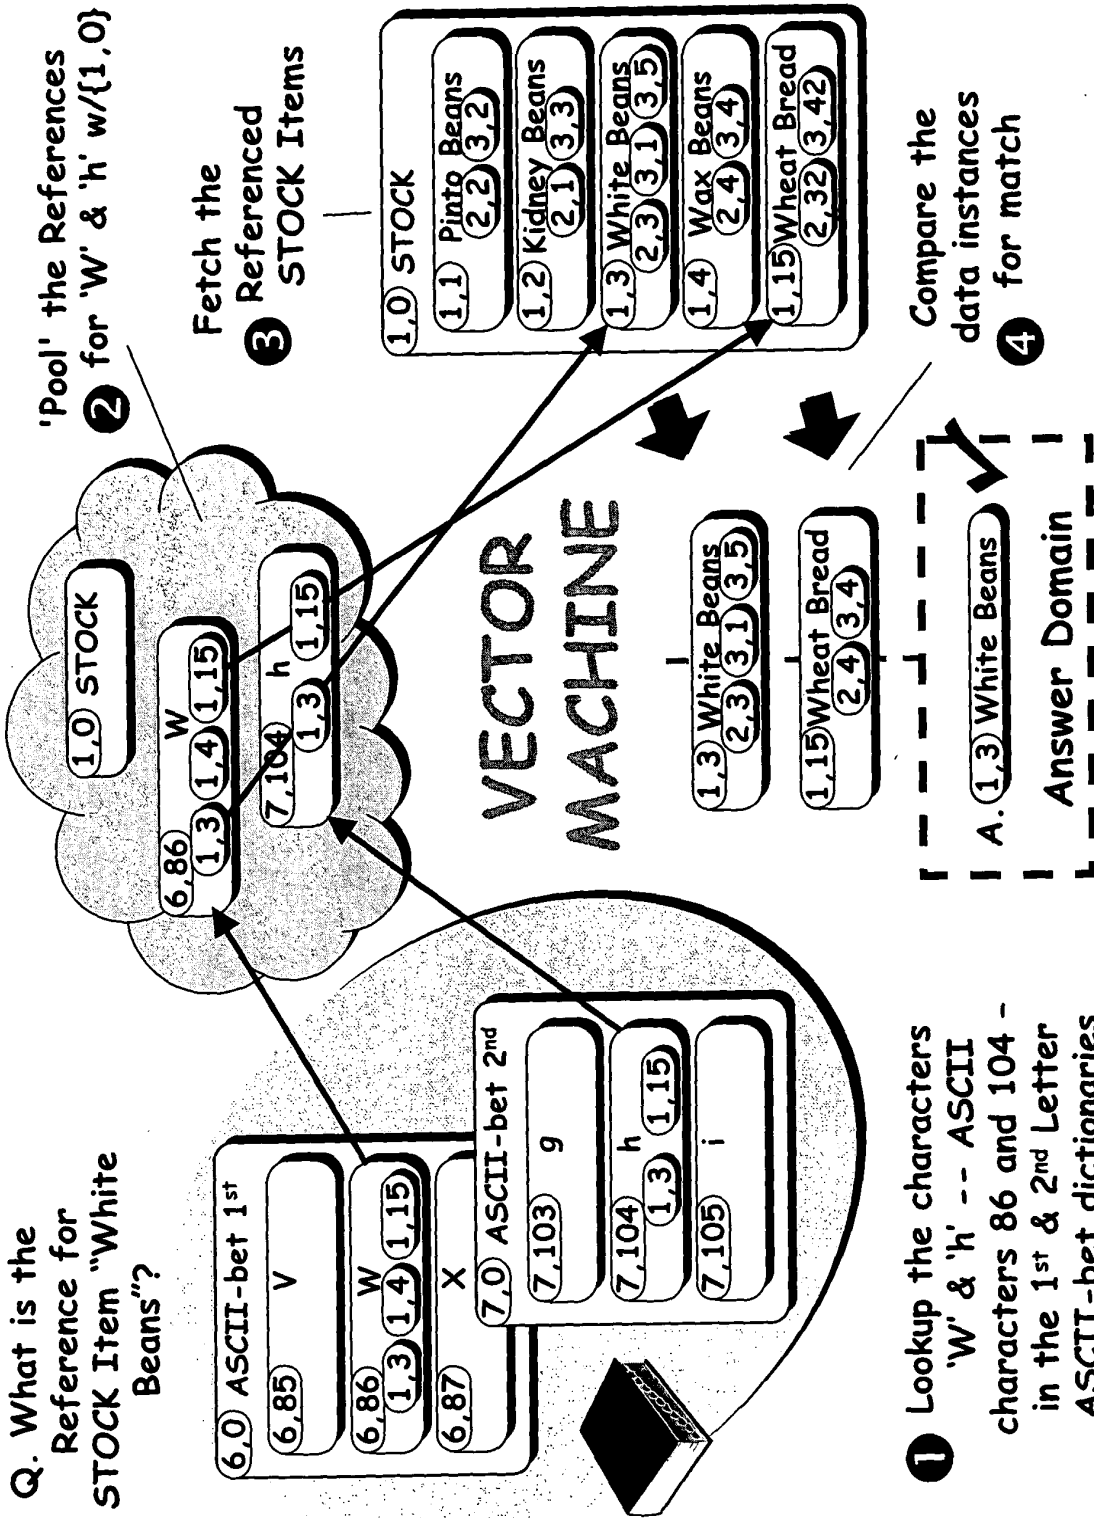 Q. What is the
Reference for
STOCK Item "White
Beans"?
6,0 ASCII-bet 1st
6,85 V
6,86 W
1,3 1,4 1,15
6,87 X
7,0 ASCII-bet 2nd
7,103 g
7,104 h
1,3 1,15
7,105 i
1 Lookup the characters
'W' & 'h' -- ASCII
characters 86 and 104 -
in the 1st & 2nd Letter
ASCII-bet dictionaries
'Pool' the References
2 for 'W' & 'h' w/{1,0}
1,0 STOCK
6,86 W
1,3 1,4 1,15
7,104 h
1,3 1,15
Fetch the
3 Referenced
STOCK Items
1,0 STOCK
1,1 Pinto Beans
2,2 3,2
1,2 Kidney Beans
2,1 3,3
1,3 White Beans
2,3 3,1 3,5
1,4 Wax Beans
2,4 3,4
1,15 Wheat Bread
2,32 3,42
VECTOR
MACHINE
1,3 White Beans
2,3 3,1 3,5
1,15 Wheat Bread
2,4 3,4
Compare the
data instances
4 for match
A. 1,3 White Beans
Answer Domain